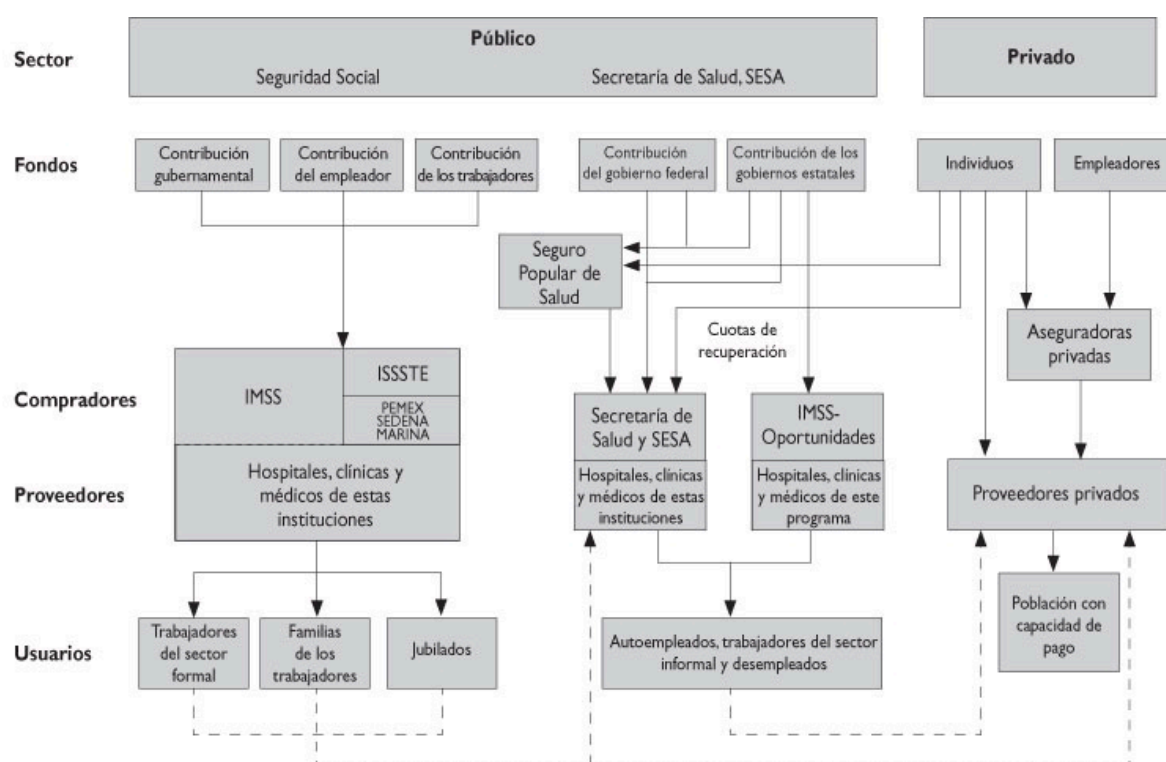 Sector
Público
Seguridad Social
Secretaría de Salud, SESA
Privado
Fondos
Contribución
gubernamental
Contribución
del empleador
Contribución
de los trabajadores
Contribución
del gobierno federal
Contribución de los
gobiernos estatales
Individuos
Empleadores
Seguro
Popular de
Salud
Cuotas de
recuperación
Aseguradoras
privadas
Compradores
IMSS
ISSSTE
PEMEX
SEDENA
MARINA
Secretaría de
Salud y SESA
IMSS-
Oportunidades
Proveedores
Hospitales, clínicas y
médicos de estas
instituciones
Hospitales, clínicas
y médicos de estas
instituciones
Hospitales, clínicas
y médicos de este
programa
Proveedores privados
Usuarios
Trabajadores
del sector
formal
Familias
de los
trabajadores
Jubilados
Autoempleados, trabajadores del sector
informal y desempleados
Población con
capacidad de
pago